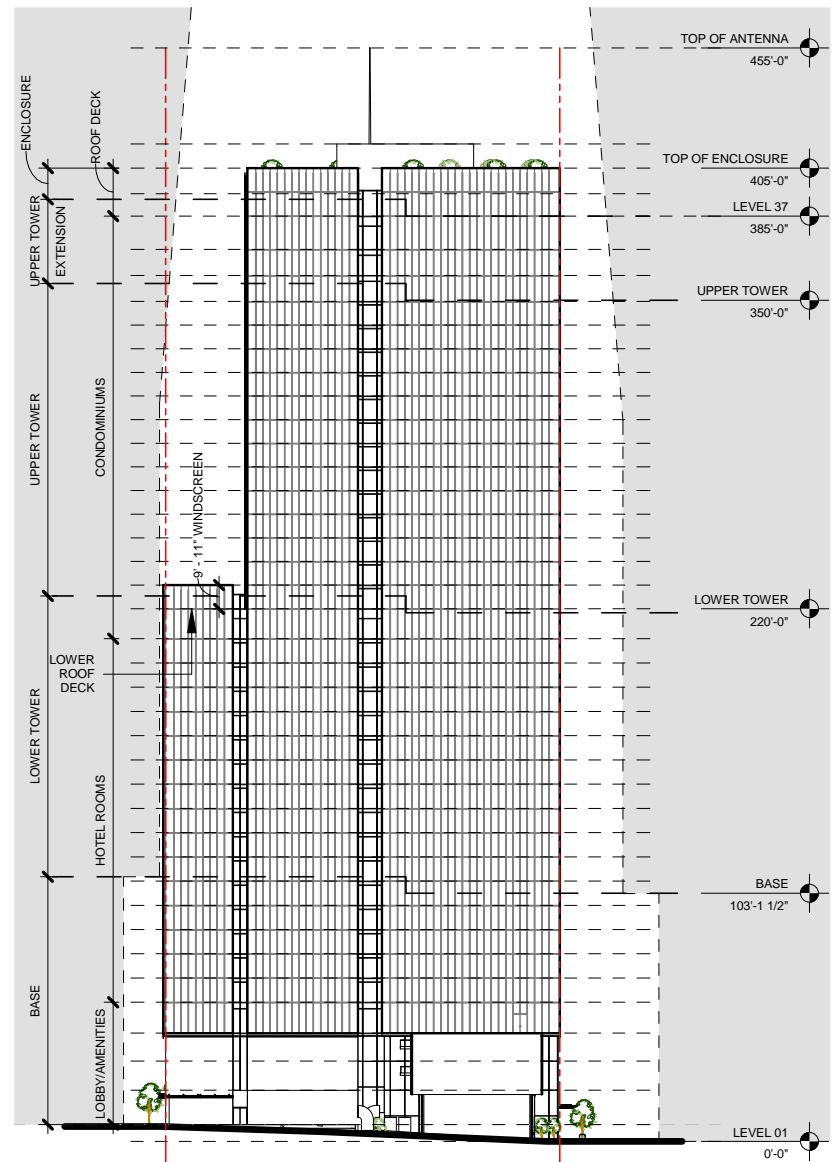 TOP OF ANTENNA
455'-0"
ENCLOSURE
ROOF DECK
TOP OF ENCLOSURE
405'-0"
LEVEL 37
385'-0"
UPPER TOWER
EXTENSION
UPPER TOWER
350'-0"
UPPER TOWER
CONDOMINIUMS
9' - 11" WINDSCREEN
LOWER TOWER
220'-0"
LOWER
ROOF
DECK
LOWER TOWER
HOTEL ROOMS
BASE
103'-1 1/2"
BASE
LOBBY/AMENITIES
LEVEL 01
0'-0"